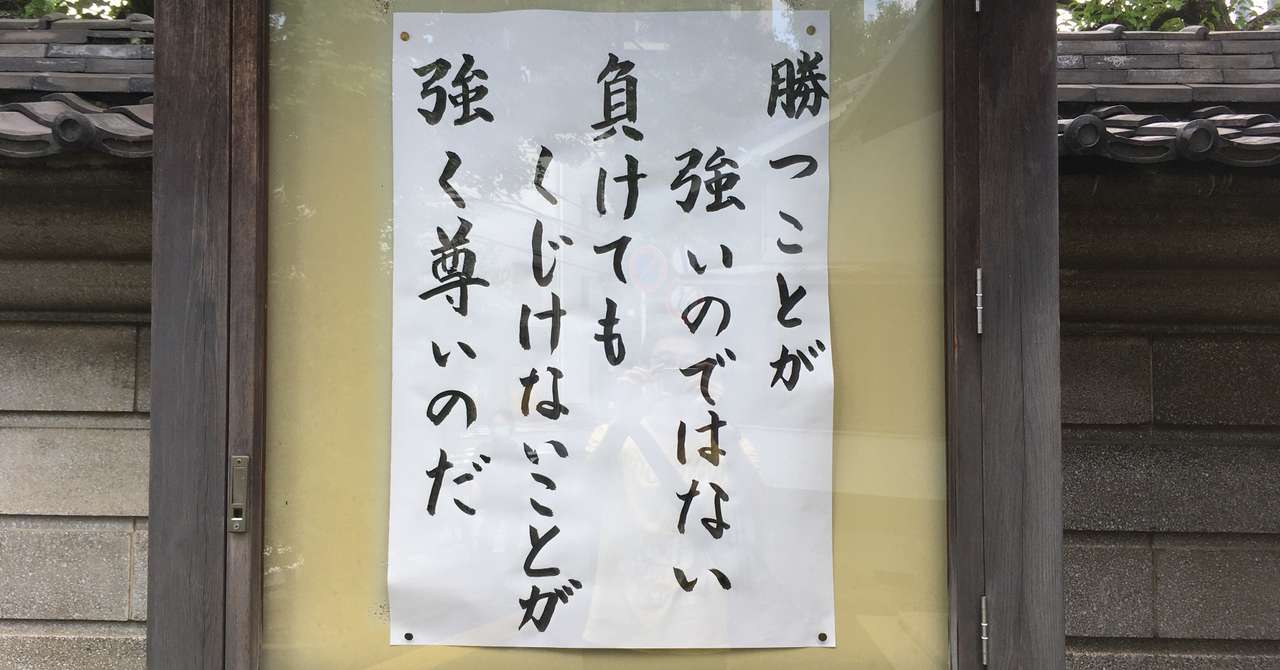 勝つことが
強いのではない
負けても
くじけないことが
強く尊いのだ